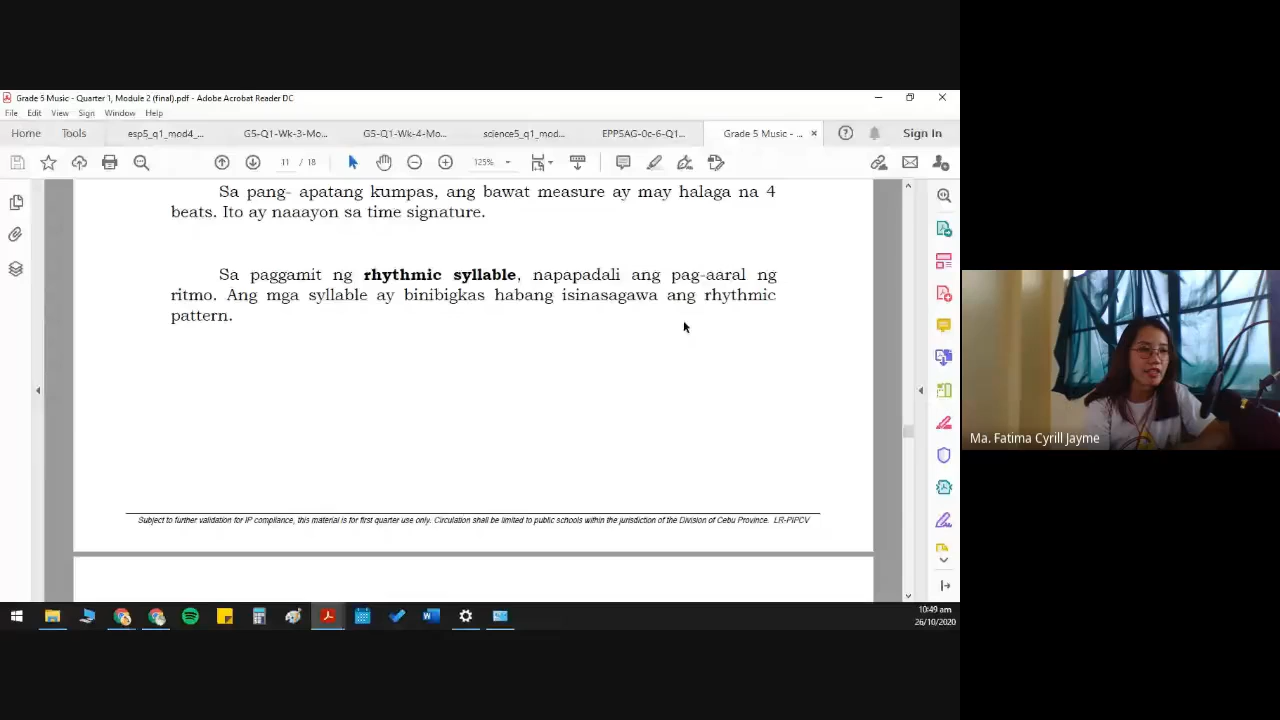 Grade 5 Music - Quarter 1, Module 2 (final).pdf - Adobe Acrobat Reader DC
File Edit View Sign Window Help
Home Tools esp5_q1_mod4_... G5-Q1-Wk-3-Mo... G5-Q1-Wk-4-Mo... science5_q1_mod... EPP5AG-0c-6-Q1... Grade 5 Music - ... Sign In
11 / 18 125%
Sa pang- apatang kumpas, ang bawat measure ay may halaga na 4
beats. Ito ay naaayon sa time signature.
Sa paggamit ng rhythmic syllable, napapadali ang pag-aaral ng
ritmo. Ang mga syllable ay binibigkas habang isinasagawa ang rhythmic
pattern.
Subject to further validation for IP compliance, this material is for first quarter use only. Circulation shall be limited to public schools within the jurisdiction of the Division of Cebu Province. LR-PIPCV
Ma. Fatima Cyrill Jayme
10:49 am
26/10/2020